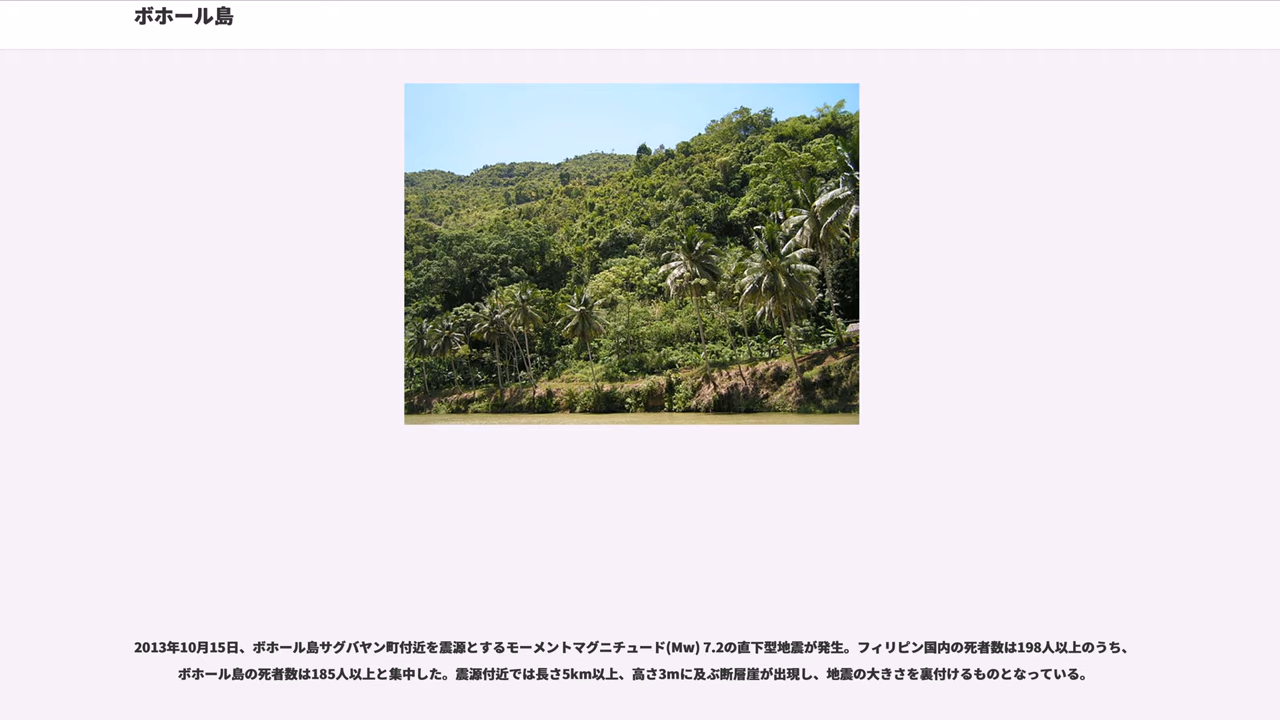 ボホール島
2013年10月15日、ボホール島サグバヤン町付近を震源とするモーメントマグニチュード(Mw) 7.2の直下型地震が発生。フィリピン国内の死者数は198人以上のうち、
ボホール島の死者数は185人以上と集中した。震源付近では長さ5km以上、高さ3mに及ぶ断層崖が出現し、地震の大きさを裏付けるものとなっている。